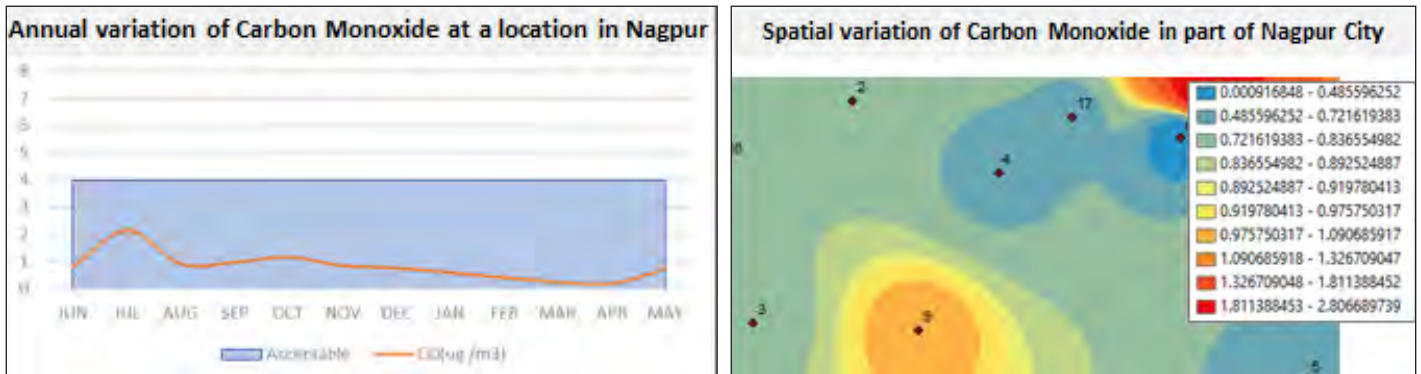 Annual variation of Carbon Monoxide at a location in Nagpur
8
7
6
5
4
3
2
1
0
JUN JUL AUG SEP OCT NOV DEC JAN FEB MAR APR MAY
CO(ug /m3)
Spatial variation of Carbon Monoxide in part of Nagpur City
2
17
4
3
9
5
0.000916848 - 0.485596252
0.485596252 - 0.721619383
0.721619383 - 0.836554982
0.836554982 - 0.892524887
0.892524887 - 0.919780413
0.919780413 - 0.975750317
0.975750317 - 1.090685917
1.090685918 - 1.326709047
1.326709048 - 1.811388452
1.811388453 - 2.806689739